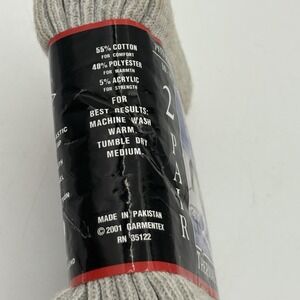 55% COTTON
FOR COMFORT
40% POLYESTER
FOR WARMTH
5% ACRYLIC
FOR STRENGTH
FOR
BEST RESULTS:
MACHINE WASH
WARM.
TUMBLE DRY
MEDIUM.
MADE IN PAKISTAN
©2001 GARMENTEX
RN 35122
2 PAIR